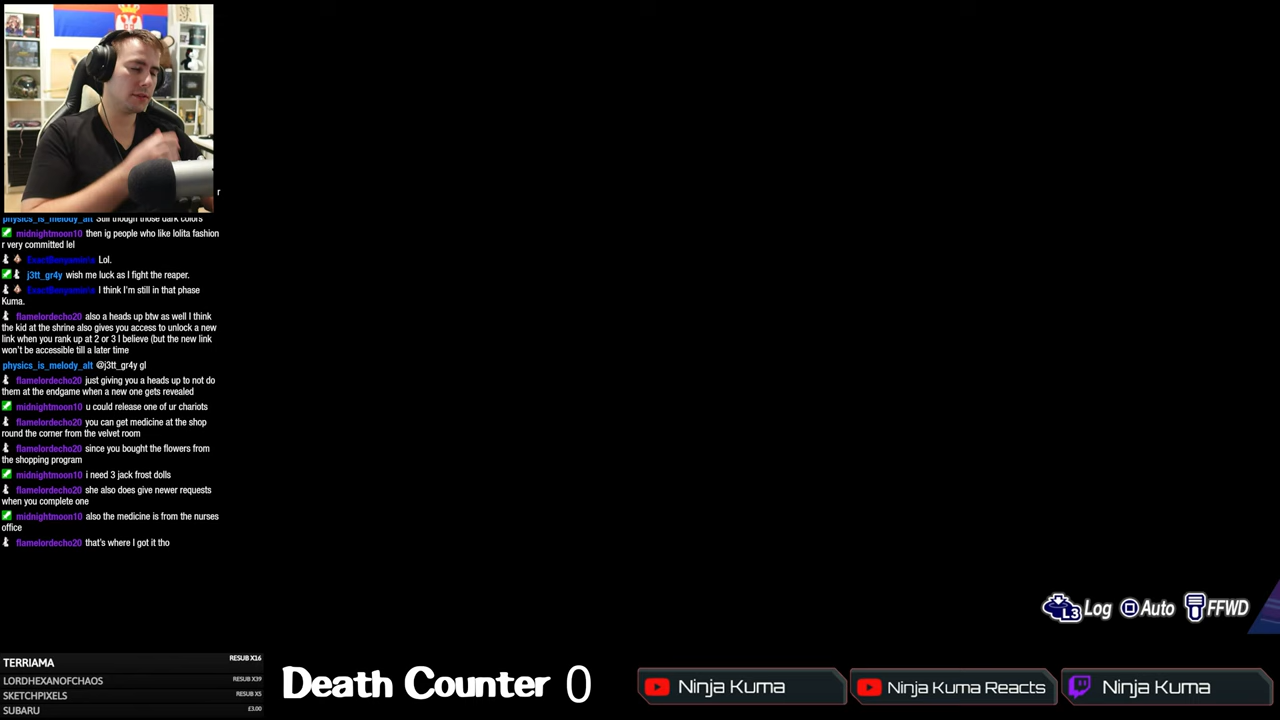 r
physics_is_melody_alt Still though those dark colors
midnightmoon10 then ig people who like lolita fashion
r very committed lel
Lol.
j3tt_gr4y wish me luck as I fight the reaper.
I think I'm still in that phase
Kuma.
flamelordecho20 also a heads up btw as well I think
the kid at the shrine also gives you access to unlock a new
link when you rank up at 2 or 3 I believe (but the new link
won't be accessible till a later time
physics_is_melody_alt @j3tt_gr4y gl
flamelordecho20 just giving you a heads up to not do
them at the endgame when a new one gets revealed
midnightmoon10 u could release one of ur chariots
flamelordecho20 you can get medicine at the shop
round the corner from the velvet room
flamelordecho20 since you bought the flowers from
the shopping program
midnightmoon10 i need 3 jack frost dolls
flamelordecho20 she also does give newer requests
when you complete one
midnightmoon10 also the medicine is from the nurses
office
flamelordecho20 that's where I got it tho
L3 Log Auto FFWD
TERRIAMA RESUB X16
LORDHEXANOFCHAOS RESUB X39
SKETCHPIXELS RESUB X5
SUBARU £3.00
Death Counter 0
Ninja Kuma
Ninja Kuma Reacts
Ninja Kuma